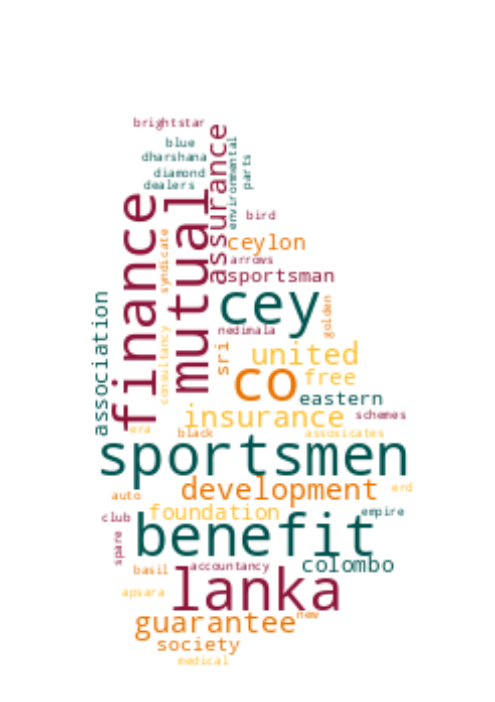 brightstar
blue
dharshana
diamond
dealers
assurance
environmental
parts
finance
mutual
bird
syndicate
ceylon
arrows
sportsman
cey
golden
association
nedimala
sri
united
consultancy
co
free
eastern
insurance
schemes
era
black
assosicates
sportsmen
development
erd
auto
foundation
empire
club
benefit
spare
colombo
basil
accountancy
lanka
apsara
new
guarantee
society
medical